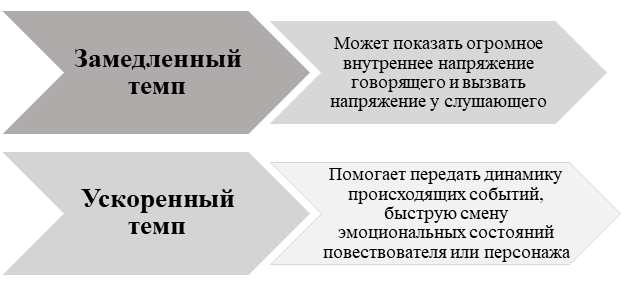 Замедленный
темп
Может показать огромное
внутреннее напряжение
говорящего и вызвать
напряжение у слушающего
Ускоренный
темп
Помогает передать динамику
происходящих событий,
быструю смену
эмоциональных состояний
повествователя или персонажа